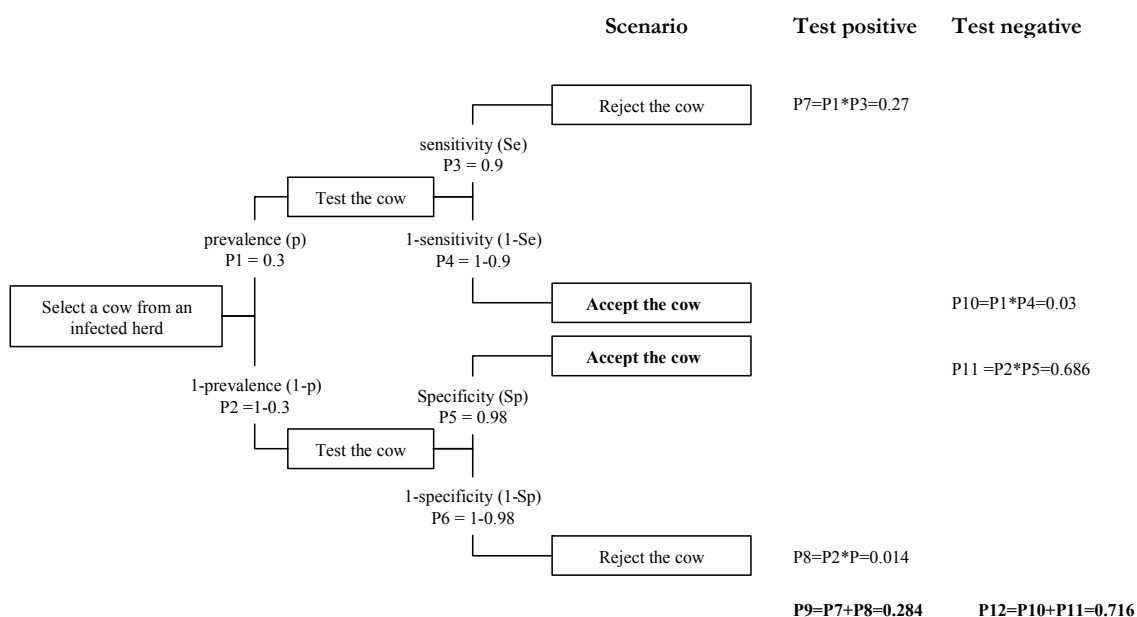 Scenario Test positive Test negative
Reject the cow P7=P1*P3=0.27
sensitivity (Se)
P3 = 0.9
Test the cow
prevalence (p)
P1 = 0.3
1-sensitivity (1-Se)
P4 = 1-0.9
Select a cow from an
infected herd
Accept the cow P10=P1*P4=0.03
Accept the cow P11 =P2*P5=0.686
1-prevalence (1-p)
P2 =1-0.3
Specificity (Sp)
P5 = 0.98
Test the cow
1-specificity (1-Sp)
P6 = 1-0.98
Reject the cow P8=P2*P=0.014
P9=P7+P8=0.284 P12=P10+P11=0.716